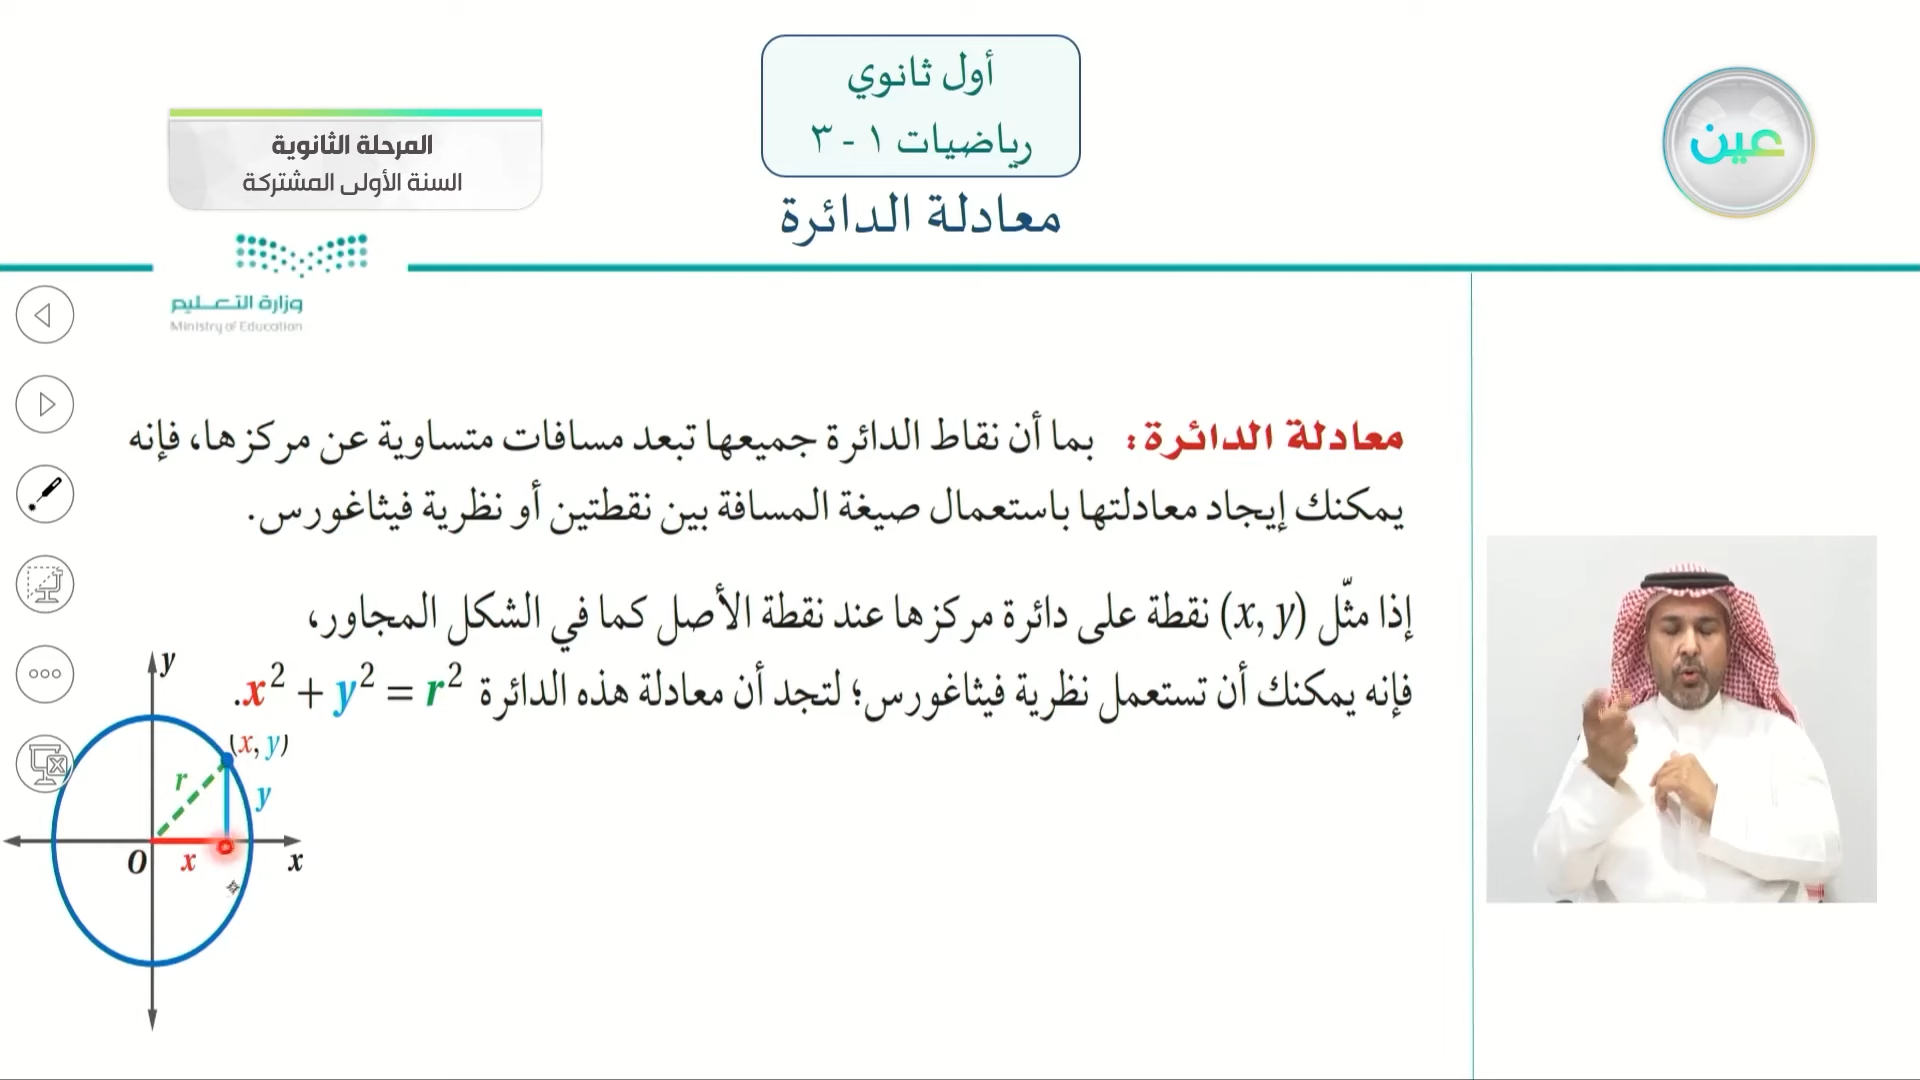 أول ثانوي
رياضيات ١ - ٣
معادلة الدائرة
عين
المرحلة الثانوية
السنة الأولى المشتركة
وزارة التعليم
Ministry of Education
معادلة الدائرة : بما أن نقاط الدائرة جميعها تبعد مسافات متساوية عن مركزها، فإنه
يمكنك إيجاد معادلتها باستعمال صيغة المسافة بين نقطتين أو نظرية فيثاغورس.
إذا مثّل (x, y) نقطة على دائرة مركزها عند نقطة الأصل كما في الشكل المجاور،
فإنه يمكنك أن تستعمل نظرية فيثاغورس؛ لتجد أن معادلة هذه الدائرة x² + y² = r².
y
(x, y)
r
y
O
x
x